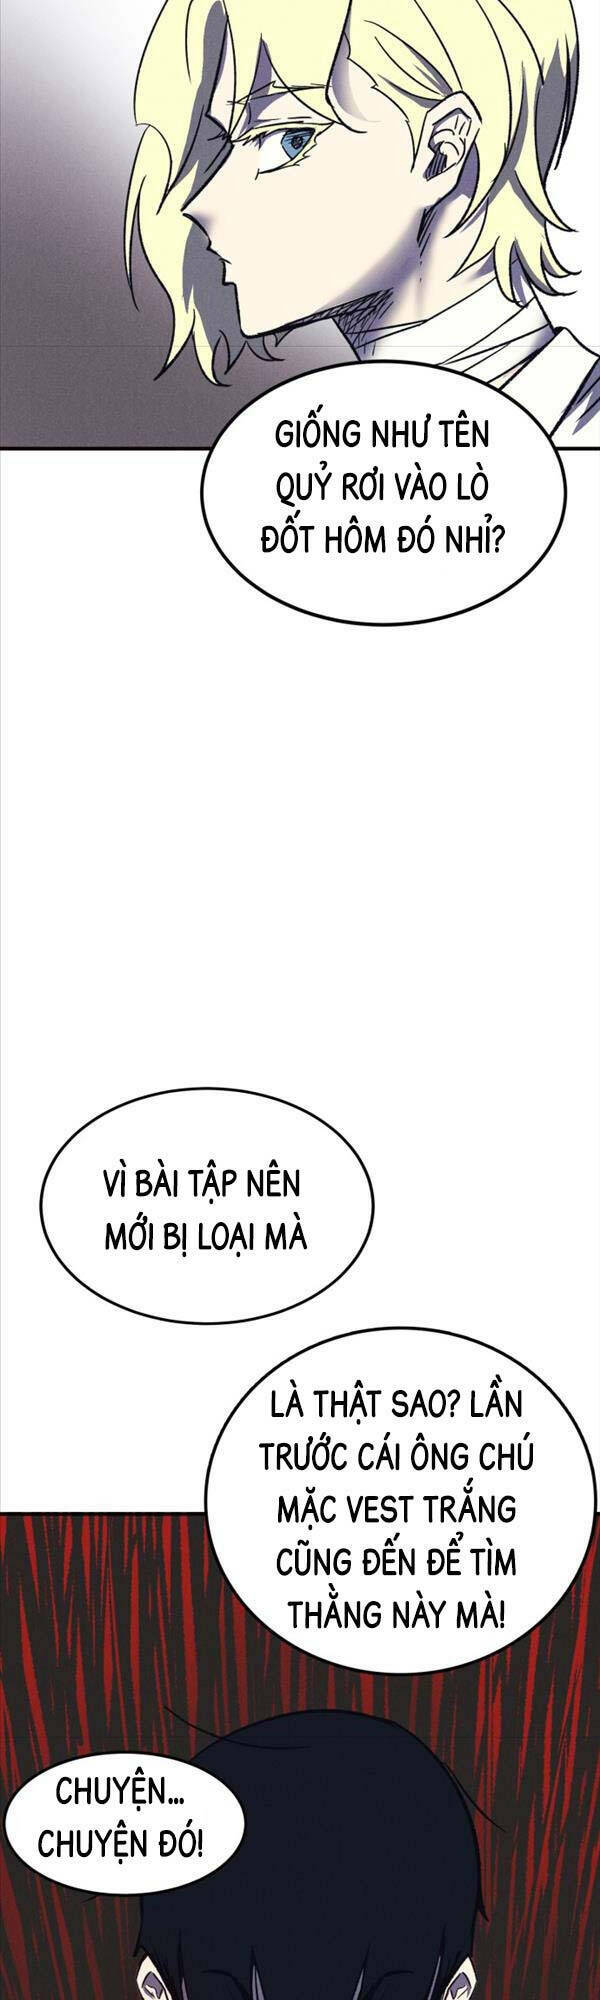 GIỐNG NHƯ TÊN
QUỶ RƠI VÀO LÒ
ĐỐT HÔM ĐÓ NHỈ?
VÌ BÀI TẬP NÊN
MỚI BỊ LOẠI MÀ
LÀ THẬT SAO? LẦN
TRƯỚC CÁI ÔNG CHÚ
MẶC VEST TRẮNG
CŨNG ĐẾN ĐỂ TÌM
THẰNG NÀY MÀ!
CHUYỆN...
CHUYỆN ĐÓ!